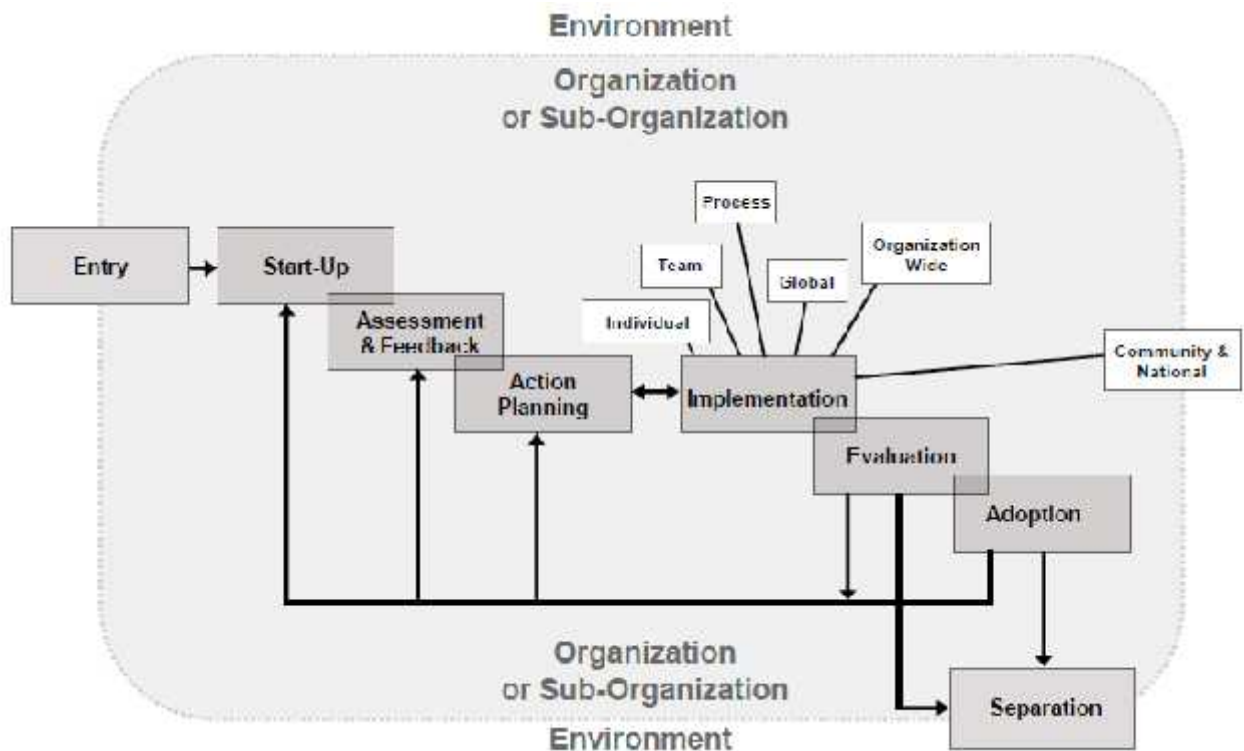 Environment
Organization
or Sub-Organization
Process
Organization
Wide
Team
Global
Entry
Start-Up
Individual
Assessment
& Feedback
Community &
National
Action
Planning
Implementation
Evaluation
Adoption
Organization
or Sub-Organization
Separation
Environment